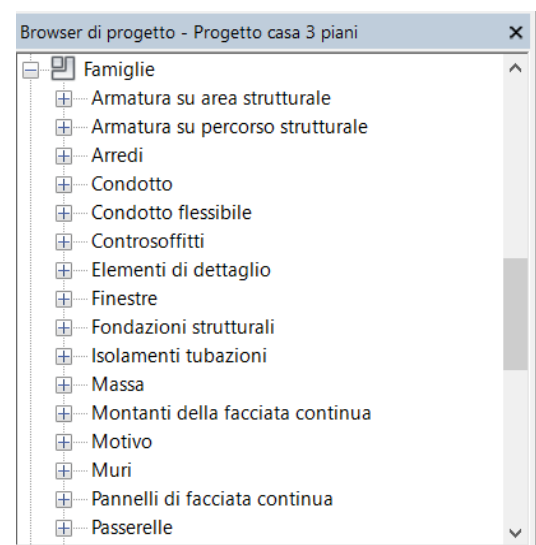 Browser di progetto - Progetto casa 3 piani
Famiglie
Armatura su area strutturale
Armatura su percorso strutturale
Arredi
Condotto
Condotto flessibile
Controsoffitti
Elementi di dettaglio
Finestre
Fondazioni strutturali
Isolamenti tubazioni
Massa
Montanti della facciata continua
Motivo
Muri
Pannelli di facciata continua
Passerelle